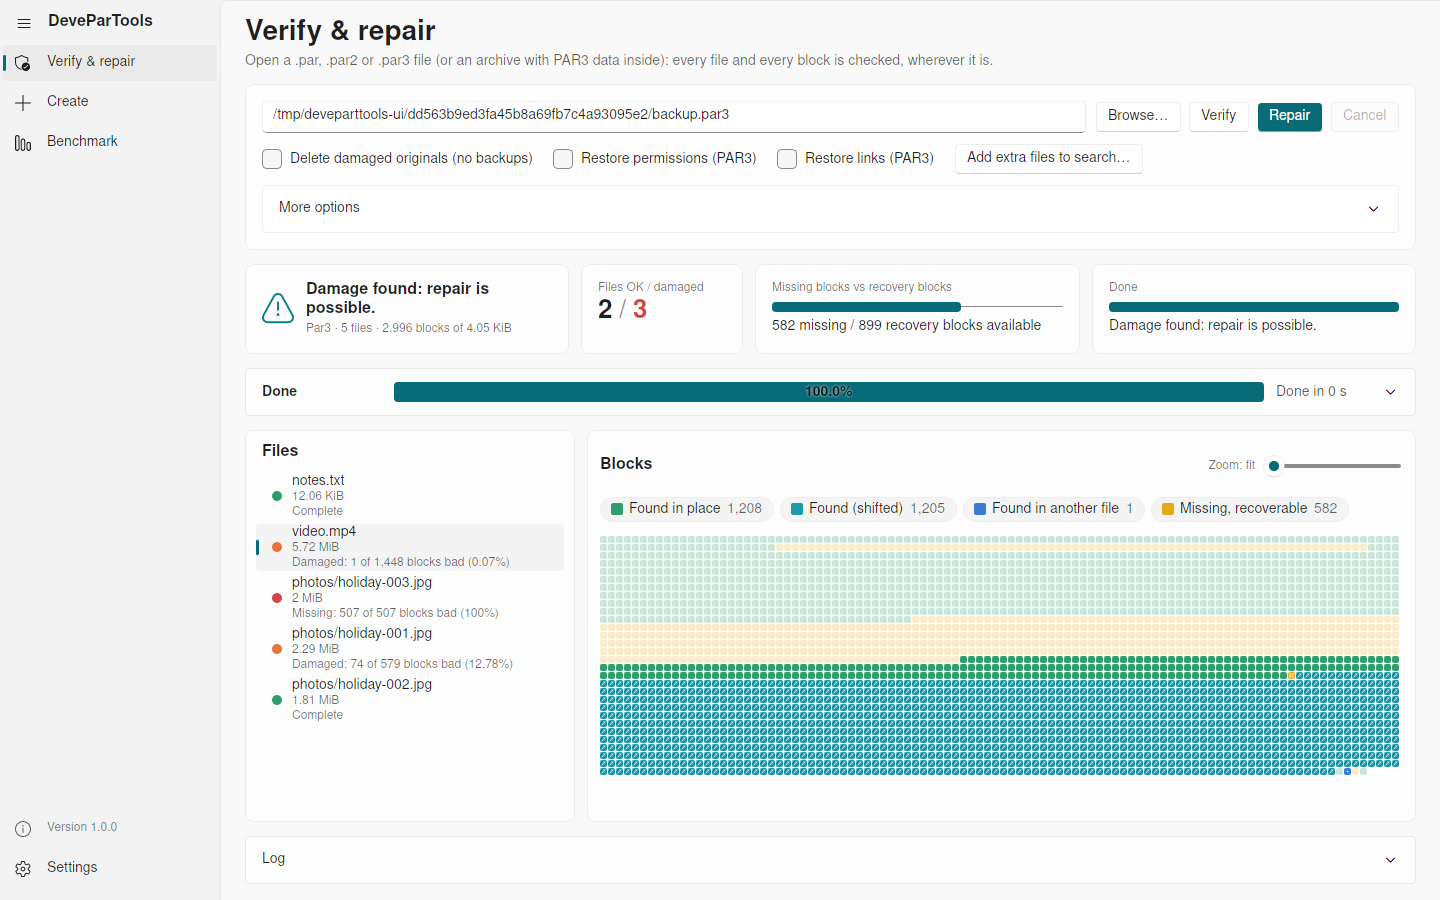 DeveParTools
Verify & repair
Create
Benchmark
Version 1.0.0
Settings
Verify & repair
Open a .par, .par2 or .par3 file (or an archive with PAR3 data inside): every file and every block is checked, wherever it is.
/tmp/deveparttools-ui/dd563b9ed3fa45b8a69fb7c4a93095e2/backup.par3
Browse...
Verify
Repair
Cancel
Delete damaged originals (no backups)
Restore permissions (PAR3)
Restore links (PAR3)
Add extra files to search...
More options
Damage found: repair is
possible.
Par3 · 5 files · 2,996 blocks of 4.05 KiB
Files OK / damaged
2 / 3
Missing blocks vs recovery blocks
582 missing / 899 recovery blocks available
Done
Damage found: repair is possible.
Done
100.0%
Done in 0 s
Files
notes.txt
12.06 KiB
Complete
video.mp4
5.72 MiB
Damaged: 1 of 1,448 blocks bad (0.07%)
photos/holiday-003.jpg
2 MiB
Missing: 507 of 507 blocks bad (100%)
photos/holiday-001.jpg
2.29 MiB
Damaged: 74 of 579 blocks bad (12.78%)
photos/holiday-002.jpg
1.81 MiB
Complete
Blocks
Zoom: fit
Found in place 1,208
Found (shifted) 1,205
Found in another file 1
Missing, recoverable 582
Log